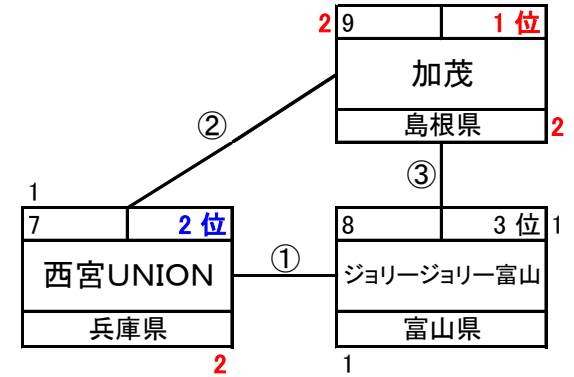 2 9 1 位
加茂
島根県 2
②
③
1
7 2 位
8 3 位 1
西宮UNION
①
ジョリージョリー富山
兵庫県
富山県
2
1